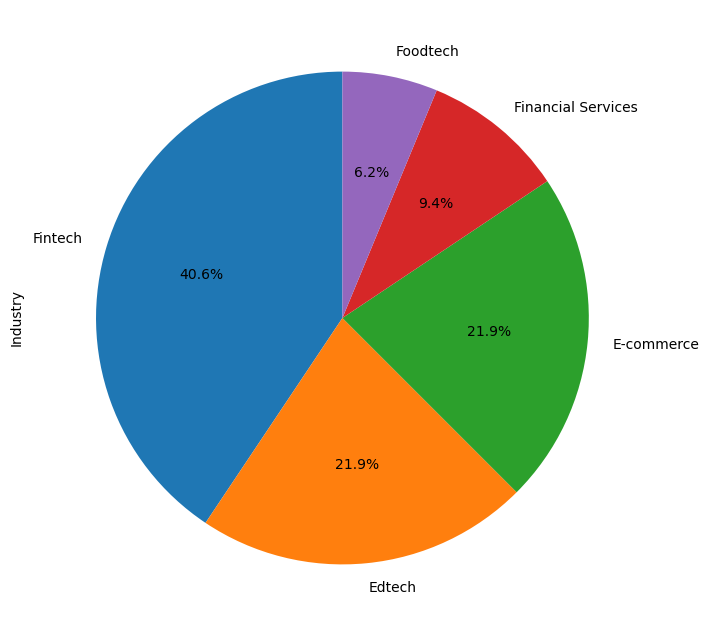 Foodtech
Financial Services
6.2%
9.4%
Fintech
40.6%
Industry
21.9%
E-commerce
21.9%
Edtech